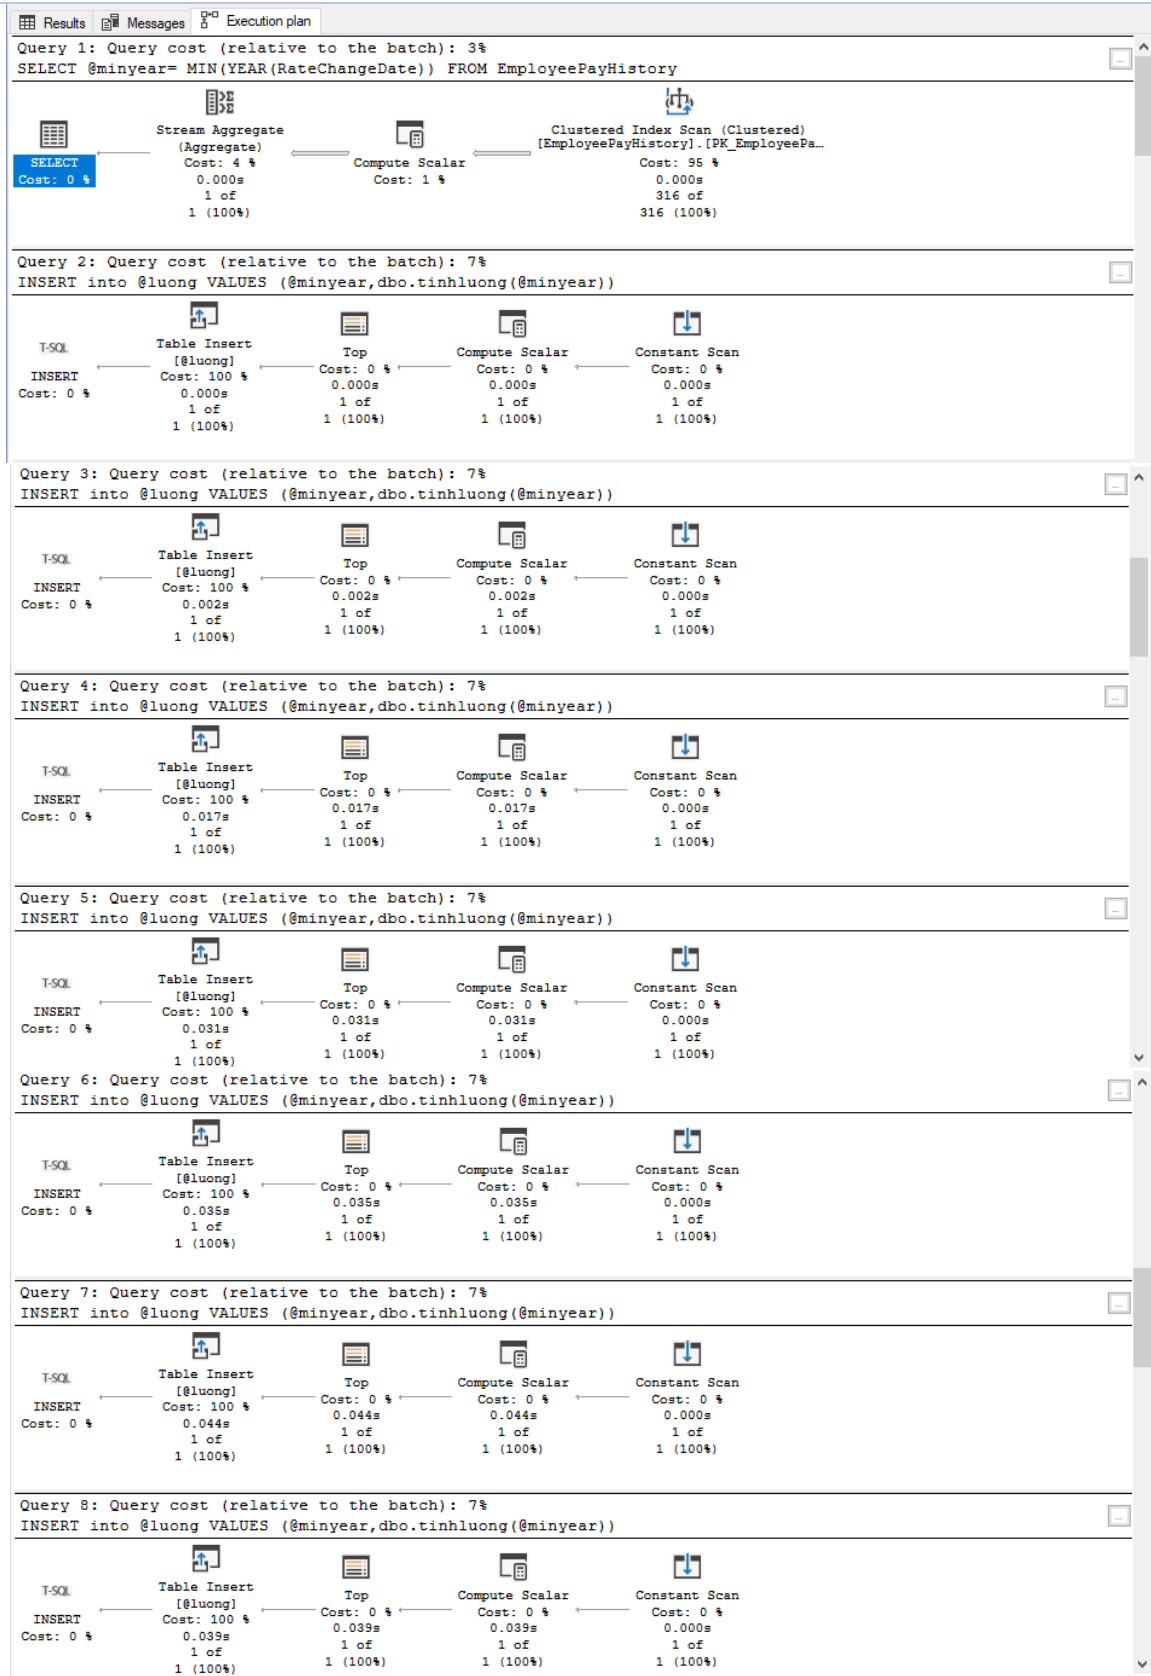 Results Messages Execution plan
Query 1: Query cost (relative to the batch): 3%
SELECT @minyear= MIN(YEAR(RateChangeDate)) FROM EmployeePayHistory
SELECT
Cost: 0 %
Stream Aggregate
(Aggregate)
Cost: 4 %
0.000s
1 of
1 (100%)
Compute Scalar
Cost: 1 %
Clustered Index Scan (Clustered)
[EmployeePayHistory].[PK_EmployeePa…
Cost: 95 %
0.000s
316 of
316 (100%)
Query 2: Query cost (relative to the batch): 7%
INSERT into @luong VALUES (@minyear,dbo.tinhluong(@minyear))
T-SQL
INSERT
Cost: 0 %
Table Insert
[@luong]
Cost: 100 %
0.000s
1 of
1 (100%)
Top
Cost: 0 %
0.000s
1 of
1 (100%)
Compute Scalar
Cost: 0 %
0.000s
1 of
1 (100%)
Constant Scan
Cost: 0 %
0.000s
1 of
1 (100%)
Query 3: Query cost (relative to the batch): 7%
INSERT into @luong VALUES (@minyear,dbo.tinhluong(@minyear))
T-SQL
INSERT
Cost: 0 %
Table Insert
[@luong]
Cost: 100 %
0.002s
1 of
1 (100%)
Top
Cost: 0 %
0.002s
1 of
1 (100%)
Compute Scalar
Cost: 0 %
0.002s
1 of
1 (100%)
Constant Scan
Cost: 0 %
0.000s
1 of
1 (100%)
Query 4: Query cost (relative to the batch): 7%
INSERT into @luong VALUES (@minyear,dbo.tinhluong(@minyear))
T-SQL
INSERT
Cost: 0 %
Table Insert
[@luong]
Cost: 100 %
0.017s
1 of
1 (100%)
Top
Cost: 0 %
0.017s
1 of
1 (100%)
Compute Scalar
Cost: 0 %
0.017s
1 of
1 (100%)
Constant Scan
Cost: 0 %
0.000s
1 of
1 (100%)
Query 5: Query cost (relative to the batch): 7%
INSERT into @luong VALUES (@minyear,dbo.tinhluong(@minyear))
T-SQL
INSERT
Cost: 0 %
Table Insert
[@luong]
Cost: 100 %
0.031s
1 of
1 (100%)
Top
Cost: 0 %
0.031s
1 of
1 (100%)
Compute Scalar
Cost: 0 %
0.031s
1 of
1 (100%)
Constant Scan
Cost: 0 %
0.000s
1 of
1 (100%)
Query 6: Query cost (relative to the batch): 7%
INSERT into @luong VALUES (@minyear,dbo.tinhluong(@minyear))
T-SQL
INSERT
Cost: 0 %
Table Insert
[@luong]
Cost: 100 %
0.035s
1 of
1 (100%)
Top
Cost: 0 %
0.035s
1 of
1 (100%)
Compute Scalar
Cost: 0 %
0.035s
1 of
1 (100%)
Constant Scan
Cost: 0 %
0.000s
1 of
1 (100%)
Query 7: Query cost (relative to the batch): 7%
INSERT into @luong VALUES (@minyear,dbo.tinhluong(@minyear))
T-SQL
INSERT
Cost: 0 %
Table Insert
[@luong]
Cost: 100 %
0.044s
1 of
1 (100%)
Top
Cost: 0 %
0.044s
1 of
1 (100%)
Compute Scalar
Cost: 0 %
0.044s
1 of
1 (100%)
Constant Scan
Cost: 0 %
0.000s
1 of
1 (100%)
Query 8: Query cost (relative to the batch): 7%
INSERT into @luong VALUES (@minyear,dbo.tinhluong(@minyear))
T-SQL
INSERT
Cost: 0 %
Table Insert
[@luong]
Cost: 100 %
0.039s
1 of
1 (100%)
Top
Cost: 0 %
0.039s
1 of
1 (100%)
Compute Scalar
Cost: 0 %
0.039s
1 of
1 (100%)
Constant Scan
Cost: 0 %
0.000s
1 of
1 (100%)